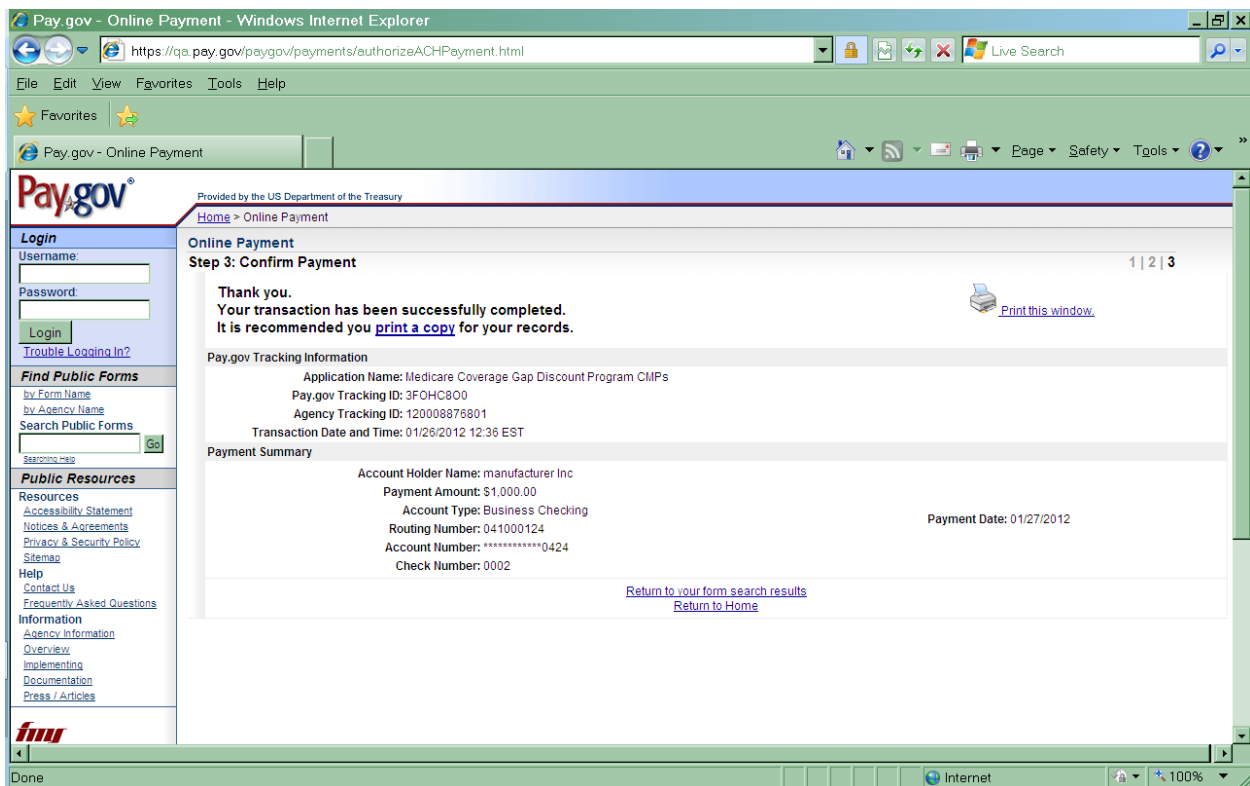 Pay.gov - Online Payment - Windows Internet Explorer
https://qa.pay.gov/paygov/payments/authorizeACHPayment.html
Live Search
File Edit View Favorites Tools Help
Favorites
Pay.gov - Online Payment
Page Safety Tools
Pay.gov
Provided by the US Department of the Treasury
Home > Online Payment
Login
Username:
Password:
Login
Trouble Logging In?
Find Public Forms
by Form Name
by Agency Name
Search Public Forms
Go
Searching Help
Public Resources
Resources
Accessibility Statement
Notices & Agreements
Privacy & Security Policy
Sitemap
Help
Contact Us
Frequently Asked Questions
Information
Agency Information
Overview
Implementing
Documentation
Press / Articles
Online Payment
Step 3: Confirm Payment
1 | 2 | 3
Thank you.
Your transaction has been successfully completed.
It is recommended you print a copy for your records.
Print this window.
Pay.gov Tracking Information
Application Name: Medicare Coverage Gap Discount Program CMPs
Pay.gov Tracking ID: 3FOHC8O0
Agency Tracking ID: 120008876801
Transaction Date and Time: 01/26/2012 12:36 EST
Payment Summary
Account Holder Name: manufacturer Inc
Payment Amount: $1,000.00
Account Type: Business Checking
Routing Number: 041000124
Account Number: ************0424
Check Number: 0002
Payment Date: 01/27/2012
Return to your form search results
Return to Home
Done
Internet
100%